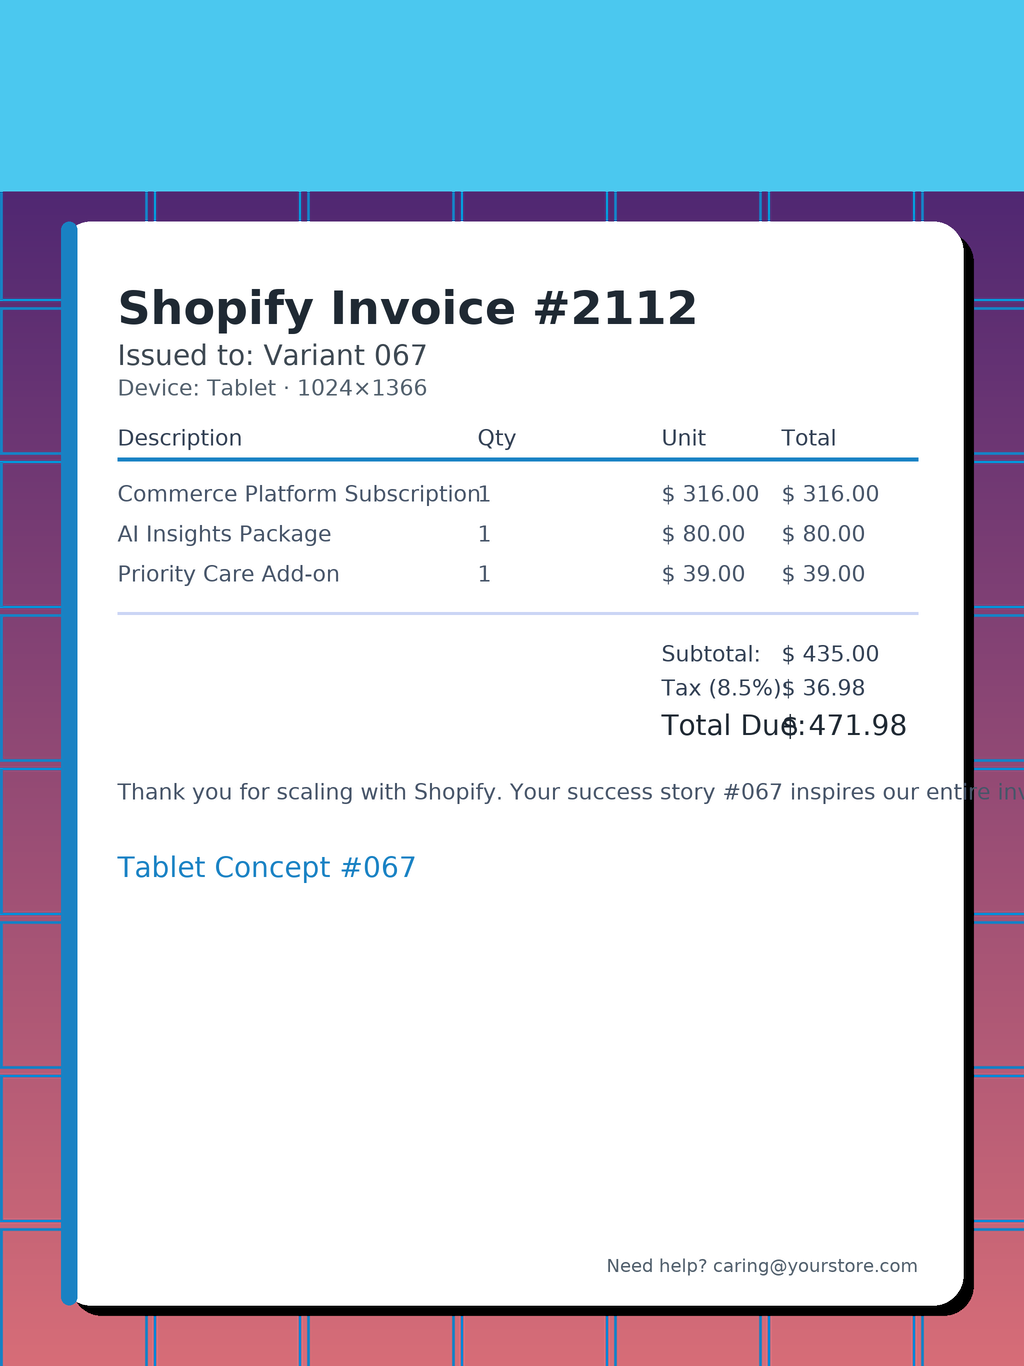 Shopify Invoice #2112
Issued to: Variant 067
Device: Tablet · 1024×1366
Description Qty Unit Total
Commerce Platform Subscription 1 $ 316.00 $ 316.00
AI Insights Package 1 $ 80.00 $ 80.00
Priority Care Add-on 1 $ 39.00 $ 39.00
Subtotal: $ 435.00
Tax (8.5%): $ 36.98
Total Due: $ 471.98
Thank you for scaling with Shopify. Your success story #067 inspires our entire
Tablet Concept #067
Need help? caring@yourstore.com